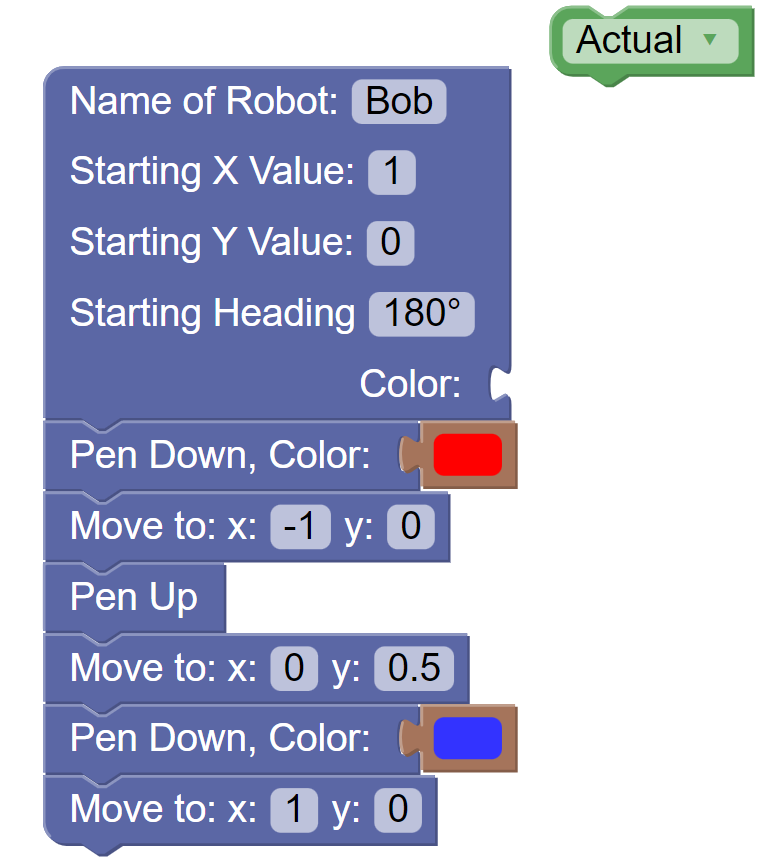 Actual ▼
Name of Robot: Bob
Starting X Value: 1
Starting Y Value: 0
Starting Heading 180°
Color:
Pen Down, Color:
Move to: x: -1 y: 0
Pen Up
Move to: x: 0 y: 0.5
Pen Down, Color:
Move to: x: 1 y: 0